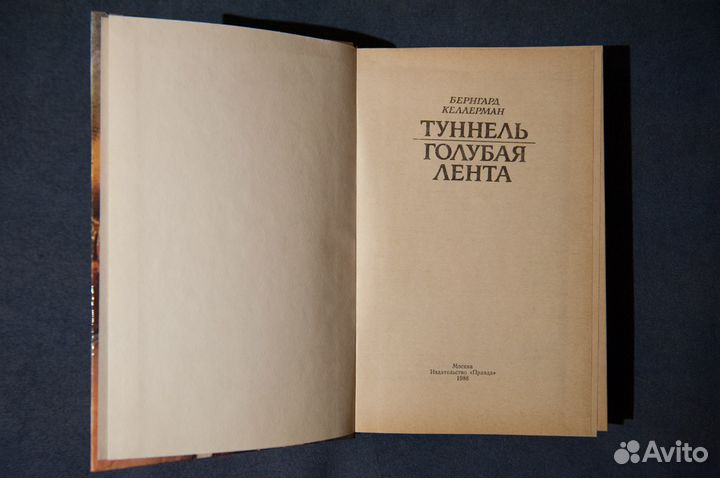 БЕРНГАРД
КЕЛЛЕРМАН
ТУННЕЛЬ
ГОЛУБАЯ
ЛЕНТА
Москва
Издательство «Правда»
1986
Avito